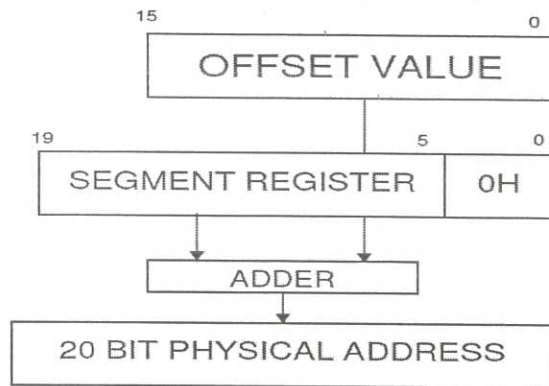 15 0
OFFSET VALUE
19 5 0
SEGMENT REGISTER 0H
ADDER
20 BIT PHYSICAL ADDRESS